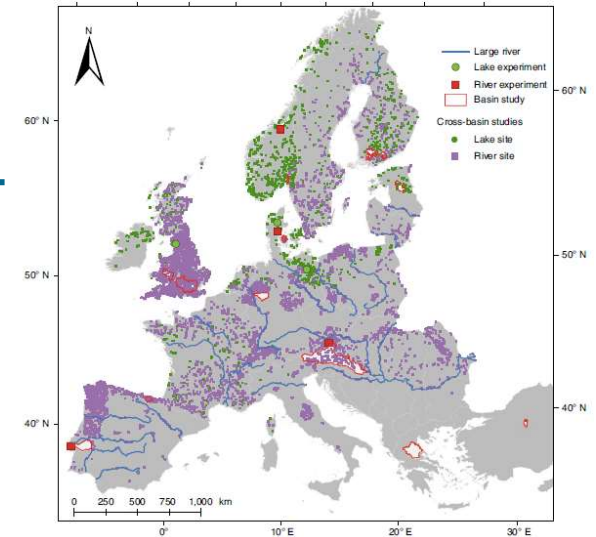 N
Large river
Lake experiment
River experiment
Basin study
Cross-basin studies
Lake site
River site
60° N
50° N
40° N
60° N
50° N
40° N
0 250 500 750 1,000 km
0° 10° E 20° E 30° E